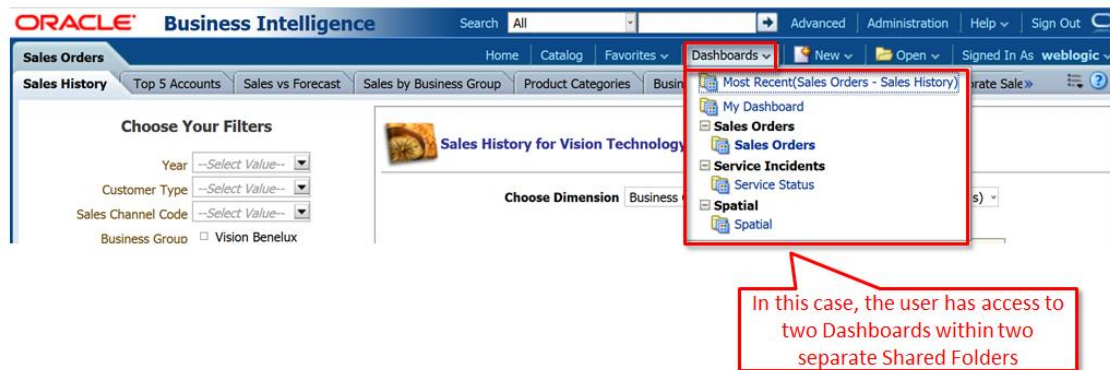 ORACLE Business Intelligence Search All Advanced Administration Help Sign Out
Sales Orders Home Catalog Favorites Dashboards New Open Signed In As weblogic
Sales History Top 5 Accounts Sales vs Forecast Sales by Business Group Product Categories
Most Recent(Sales Orders - Sales History)
My Dashboard
Sales Orders
Sales Orders
Service Incidents
Service Status
Spatial
Spatial
Choose Your Filters
Year --Select Value--
Customer Type --Select Value--
Sales Channel Code --Select Value--
Business Group Vision Benelux
Sales History for Vision Technology
Choose Dimension Business
In this case, the user has access to
two Dashboards within two
separate Shared Folders